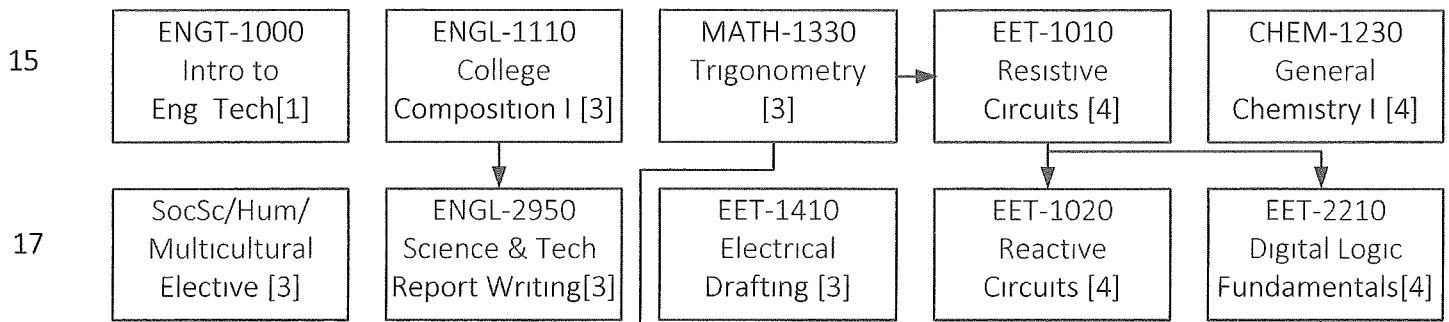 15
ENGT-1000
Intro to
Eng Tech[1]
ENGL-1110
College
Composition I [3]
MATH-1330
Trigonometry
[3]
EET-1010
Resistive
Circuits [4]
CHEM-1230
General
Chemistry I [4]
17
SocSc/Hum/
Multicultural
Elective [3]
ENGL-2950
Science & Tech
Report Writing[3]
EET-1410
Electrical
Drafting [3]
EET-1020
Reactive
Circuits [4]
EET-2210
Digital Logic
Fundamentals[4]